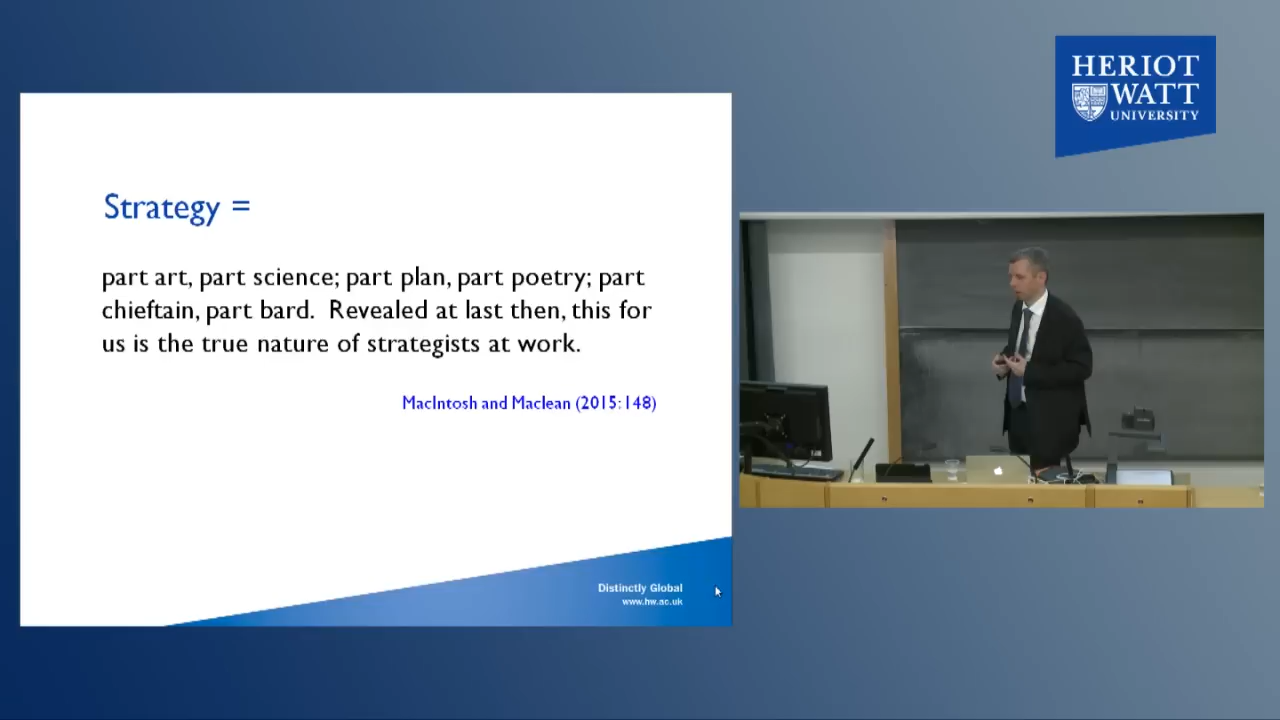 HERIOT
WATT
UNIVERSITY
Strategy =
part art, part science; part plan, part poetry; part
chieftain, part bard.  Revealed at last then, this for
us is the true nature of strategists at work.
MacIntosh and Maclean (2015:148)
Distinctly Global
www.hw.ac.uk